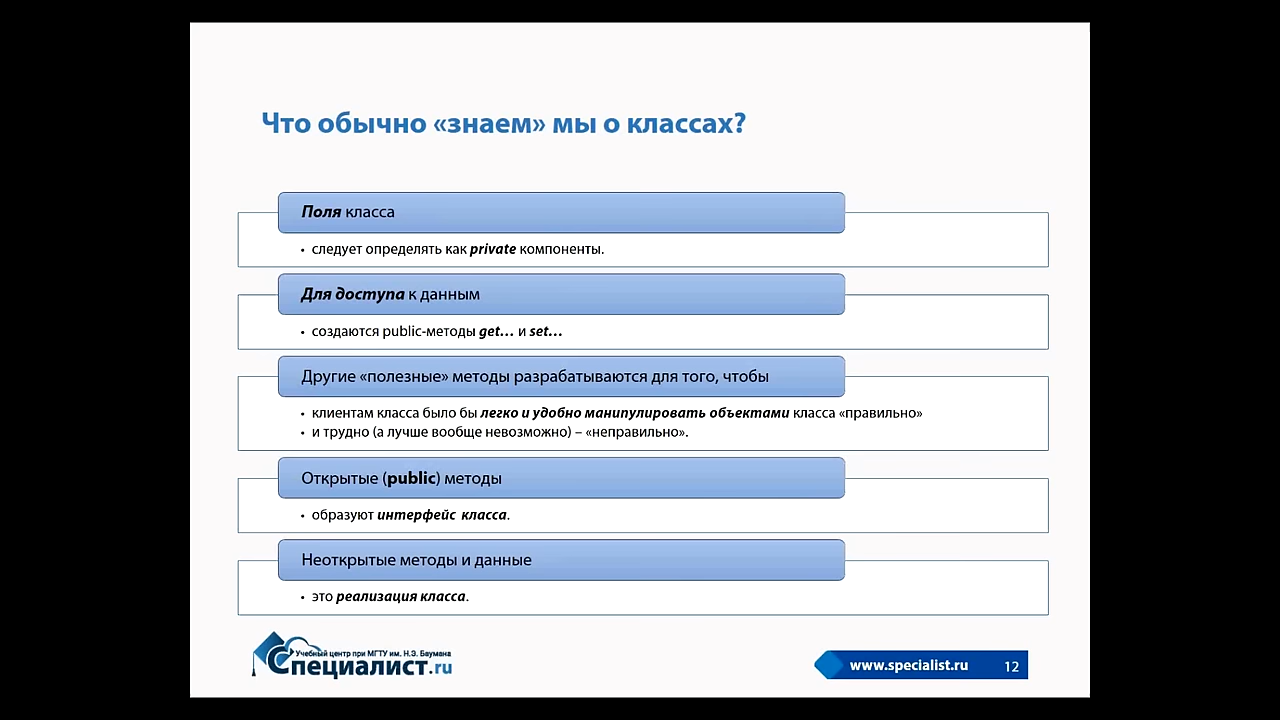 Что обычно «знаем» мы о классах?
Поля класса
• следует определять как private компоненты.
Для доступа к данным
• создаются public-методы get… и set…
Другие «полезные» методы разрабатываются для того, чтобы
• клиентам класса было бы легко и удобно манипулировать объектами класса «правильно»
• и трудно (а лучше вообще невозможно) – «неправильно».
Открытые (public) методы
• образуют интерфейс класса.
Неоткрытые методы и данные
• это реализация класса.
Учебный центр при МГТУ им. Н.Э. Баумана
Специалист.ru
www.specialist.ru 12